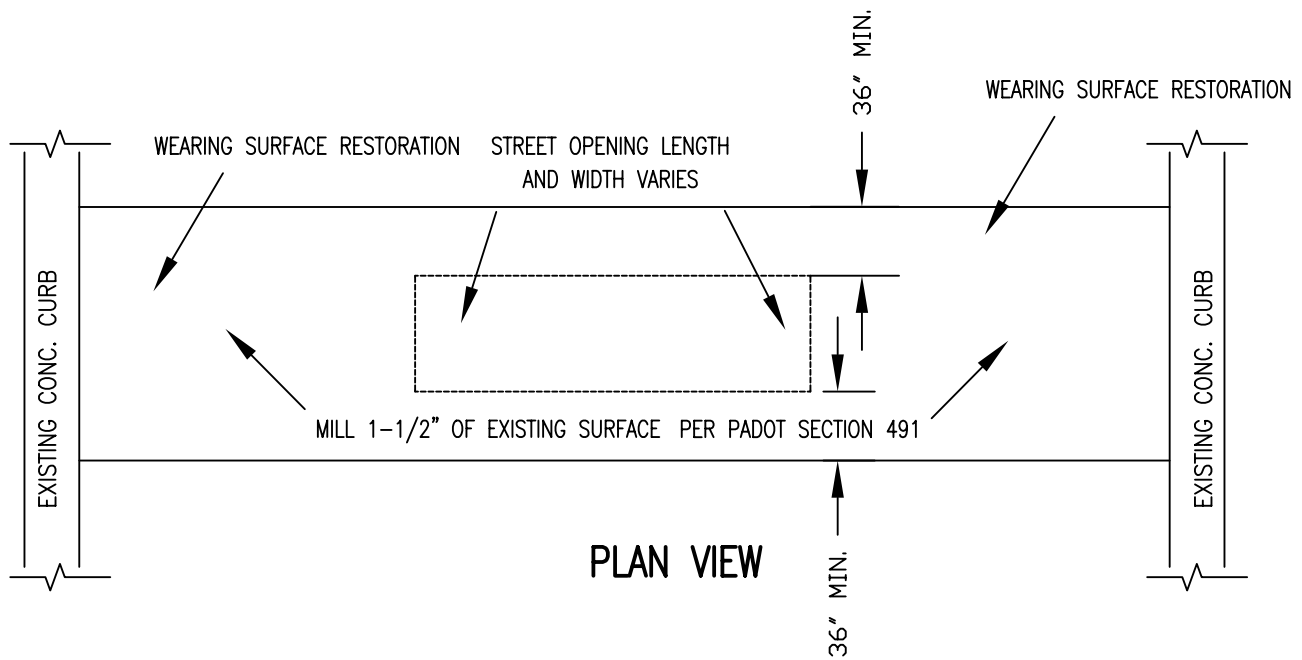 36" MIN.
WEARING SURFACE RESTORATION
WEARING SURFACE RESTORATION
STREET OPENING LENGTH
AND WIDTH VARIES
EXISTING CONC. CURB
EXISTING CONC. CURB
MILL 1-1/2" OF EXISTING SURFACE PER PADOT SECTION 491
PLAN VIEW
36" MIN.